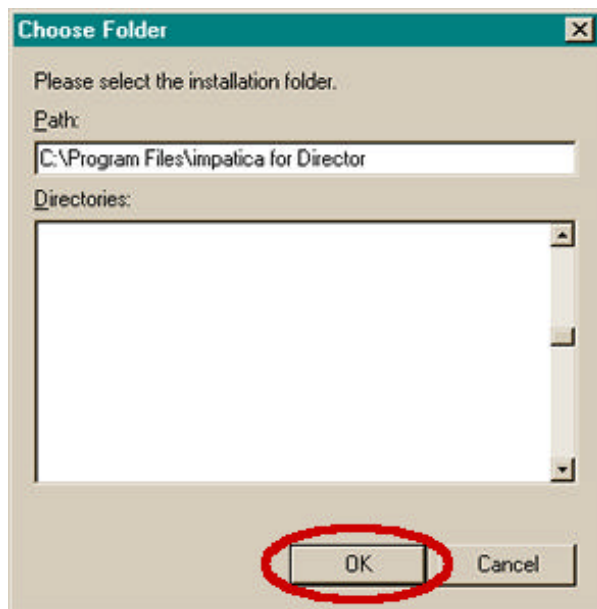 Choose Folder
Please select the installation folder.
Path:
C:\Program Files\impatica for Director
Directories:
OK
Cancel